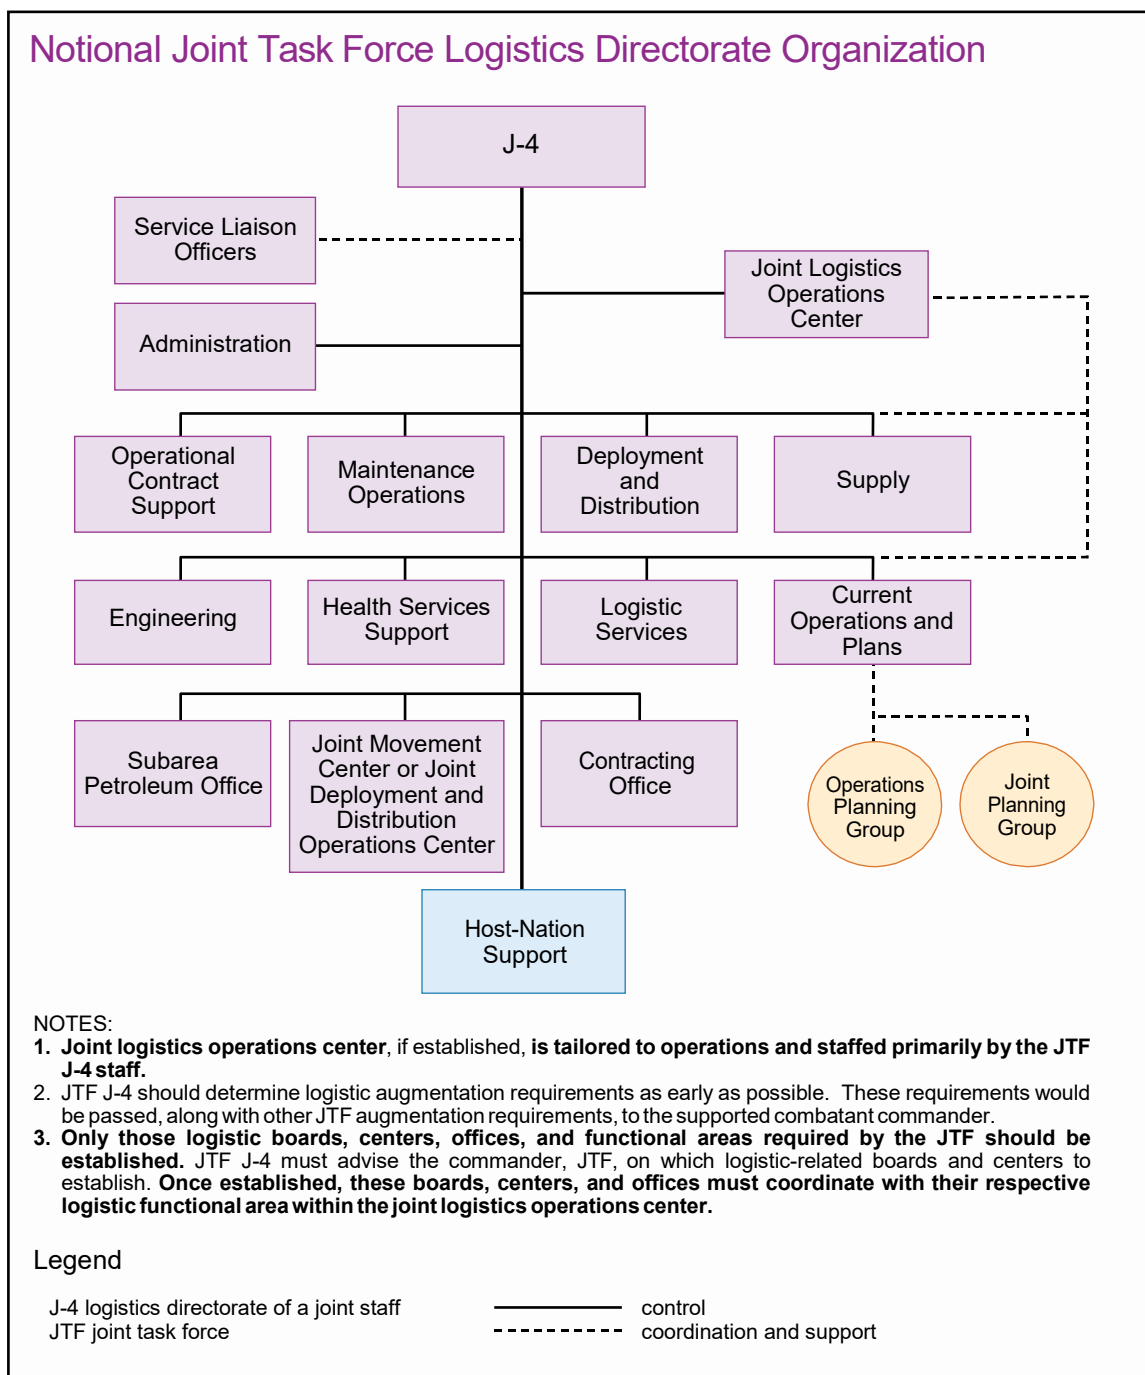 Notional Joint Task Force Logistics Directorate Organization
J-4
Service Liaison
Officers
Joint Logistics
Operations
Center
Administration
Operational
Contract
Support
Maintenance
Operations
Deployment
and
Distribution
Supply
Engineering
Health Services
Support
Logistic
Services
Current
Operations and
Plans
Subarea
Petroleum Office
Joint Movement
Center or Joint
Deployment and
Distribution
Operations Center
Contracting
Office
Operations
Planning
Group
Joint
Planning
Group
Host-Nation
Support
NOTES:
1. Joint logistics operations center, if established, is tailored to operations and staffed primarily by the JTF
J-4 staff.
2. JTF J-4 should determine logistic augmentation requirements as early as possible. These requirements would
be passed, along with other JTF augmentation requirements, to the supported combatant commander.
3. Only those logistic boards, centers, offices, and functional areas required by the JTF should be
established. JTF J-4 must advise the commander, JTF, on which logistic-related boards and centers to
establish. Once established, these boards, centers, and offices must coordinate with their respective
logistic functional area within the joint logistics operations center.
Legend
J-4 logistics directorate of a joint staff
JTF joint task force
control
coordination and support